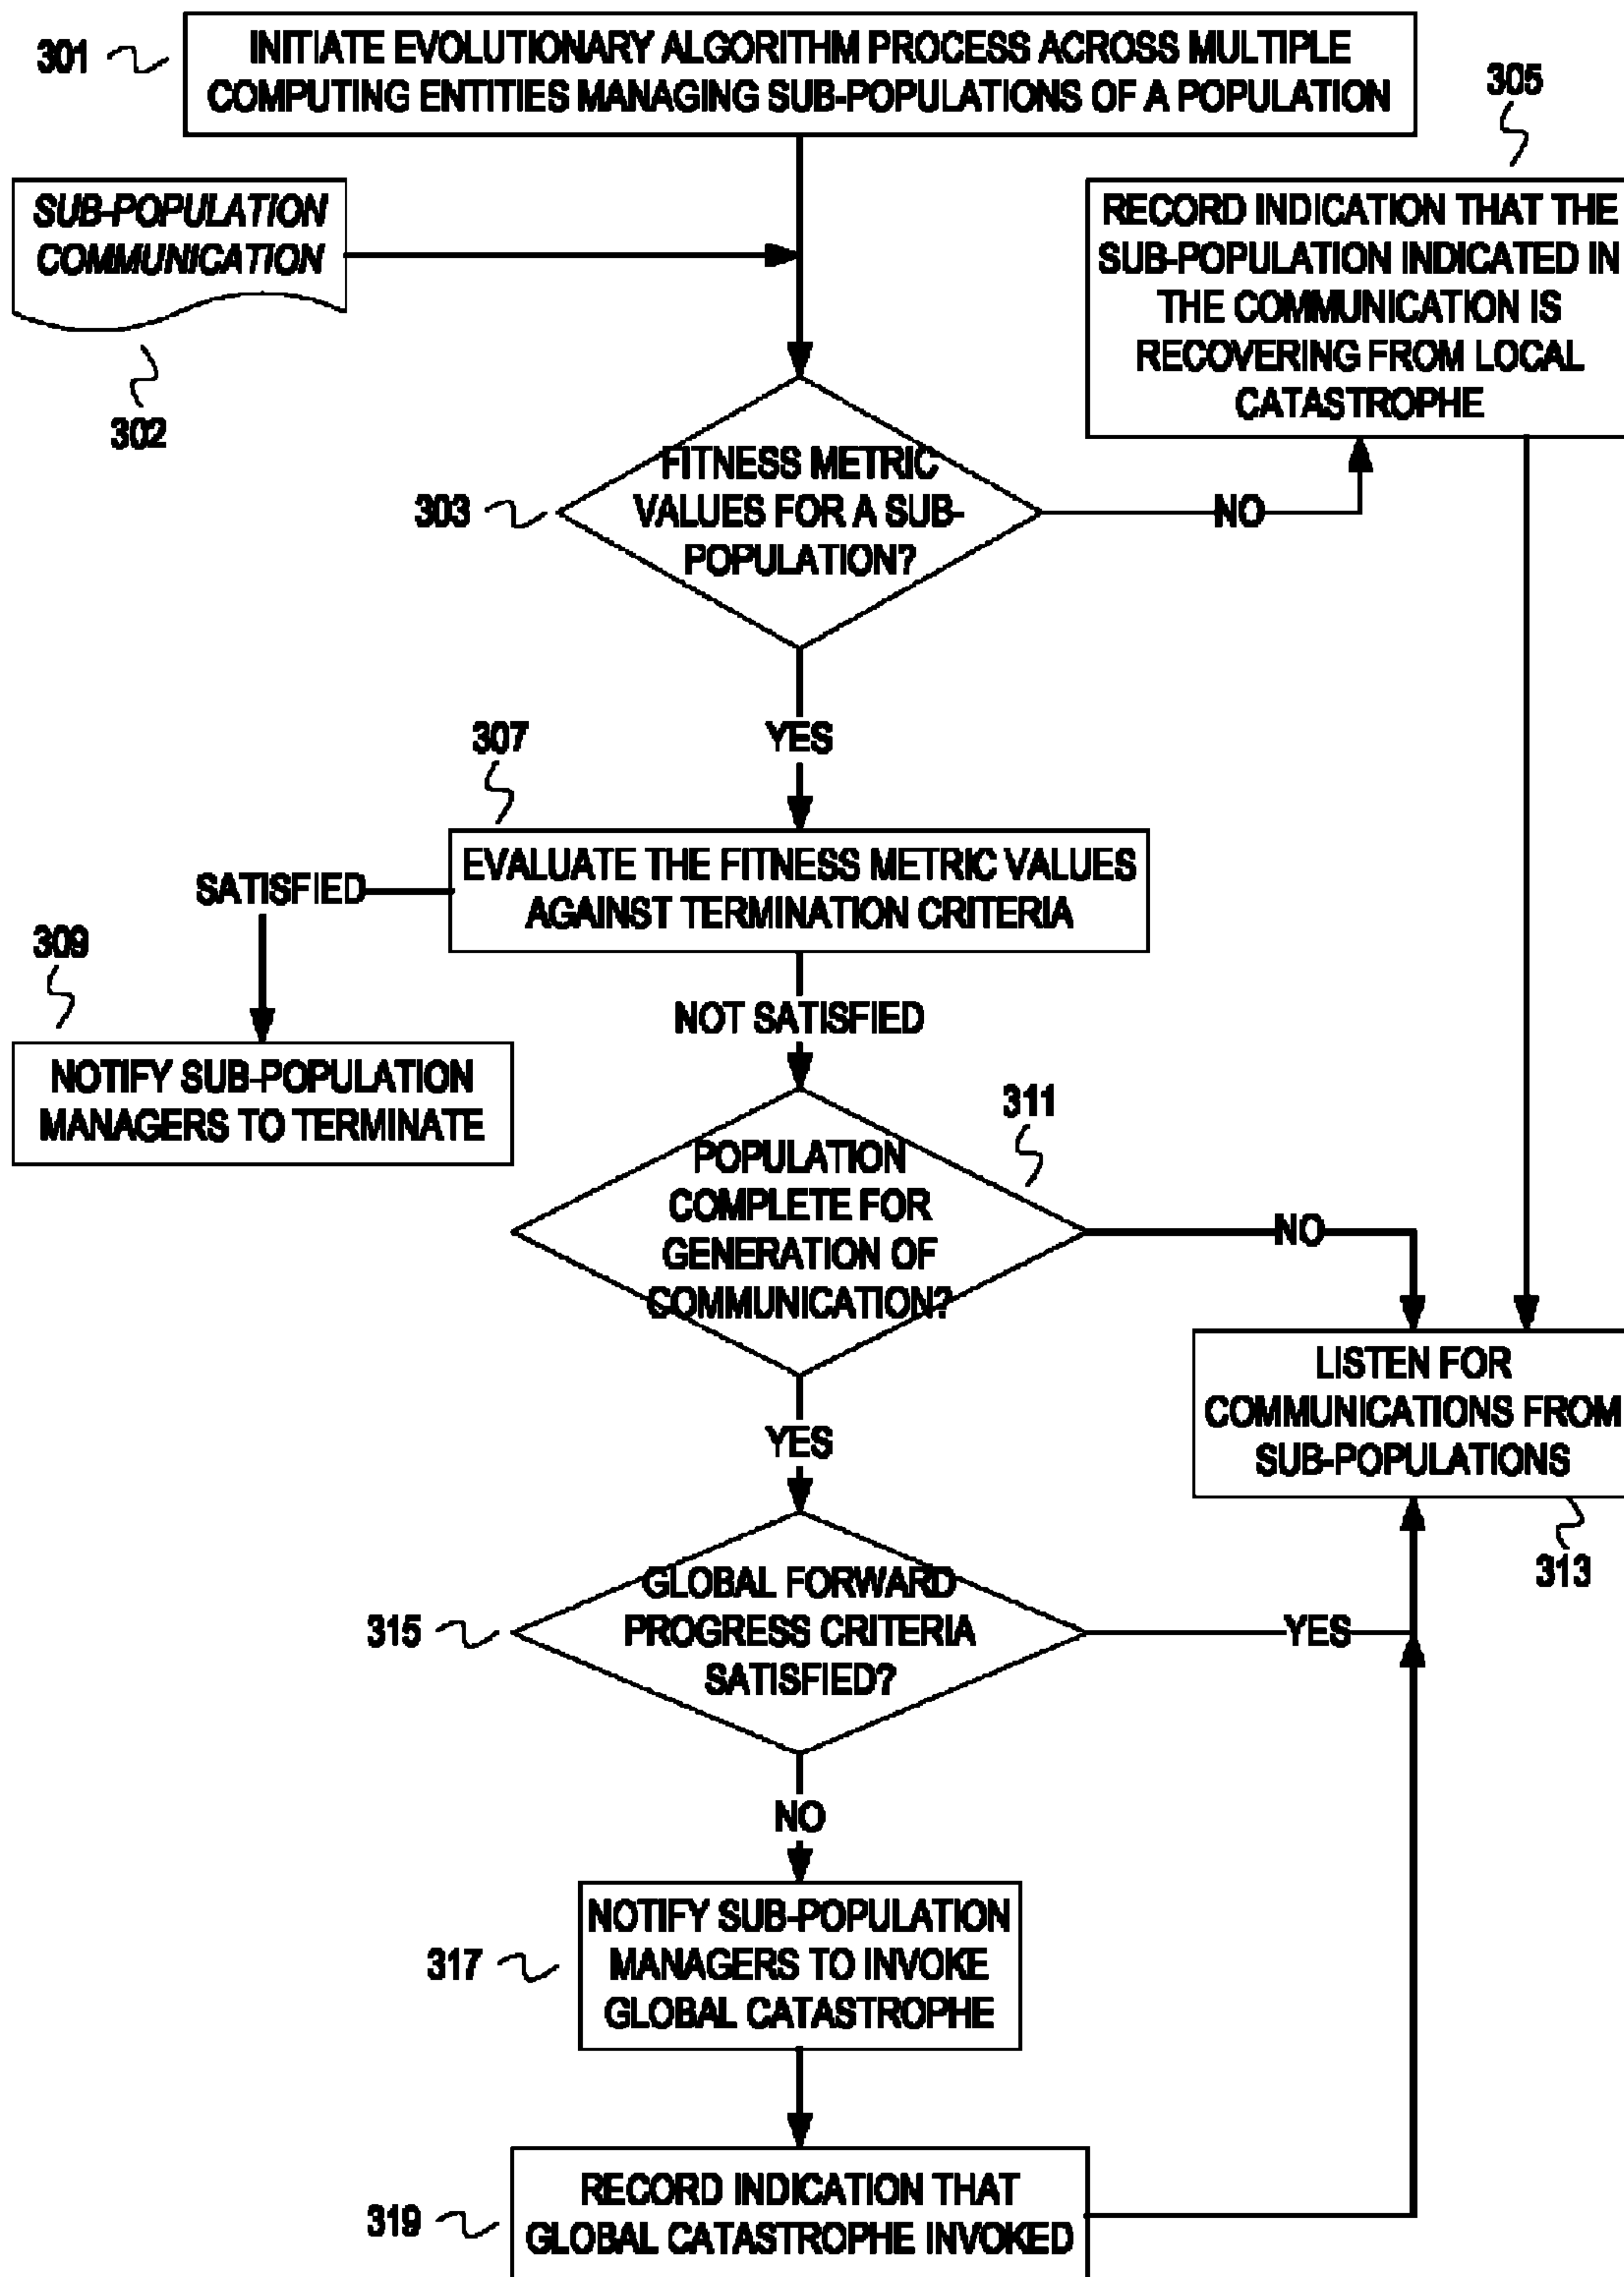 301
INITIATE EVOLUTIONARY ALGORITHM PROCESS ACROSS MULTIPLE
COMPUTING ENTITIES MANAGING SUB-POPULATIONS OF A POPULATION
305
SUB-POPULATION
COMMUNICATION
302
RECORD INDICATION THAT THE
SUB-POPULATION INDICATED IN
THE COMMUNICATION IS
RECOVERING FROM LOCAL
CATASTROPHE
303
FITNESS METRIC
VALUES FOR A SUB-
POPULATION?
NO
YES
307
EVALUATE THE FITNESS METRIC VALUES
AGAINST TERMINATION CRITERIA
SATISFIED
309
NOTIFY SUB-POPULATION
MANAGERS TO TERMINATE
NOT SATISFIED
311
POPULATION
COMPLETE FOR
GENERATION OF
COMMUNICATION?
NO
LISTEN FOR
COMMUNICATIONS FROM
SUB-POPULATIONS
313
YES
315
GLOBAL FORWARD
PROGRESS CRITERIA
SATISFIED?
YES
NO
317
NOTIFY SUB-POPULATION
MANAGERS TO INVOKE
GLOBAL CATASTROPHE
319
RECORD INDICATION THAT
GLOBAL CATASTROPHE INVOKED